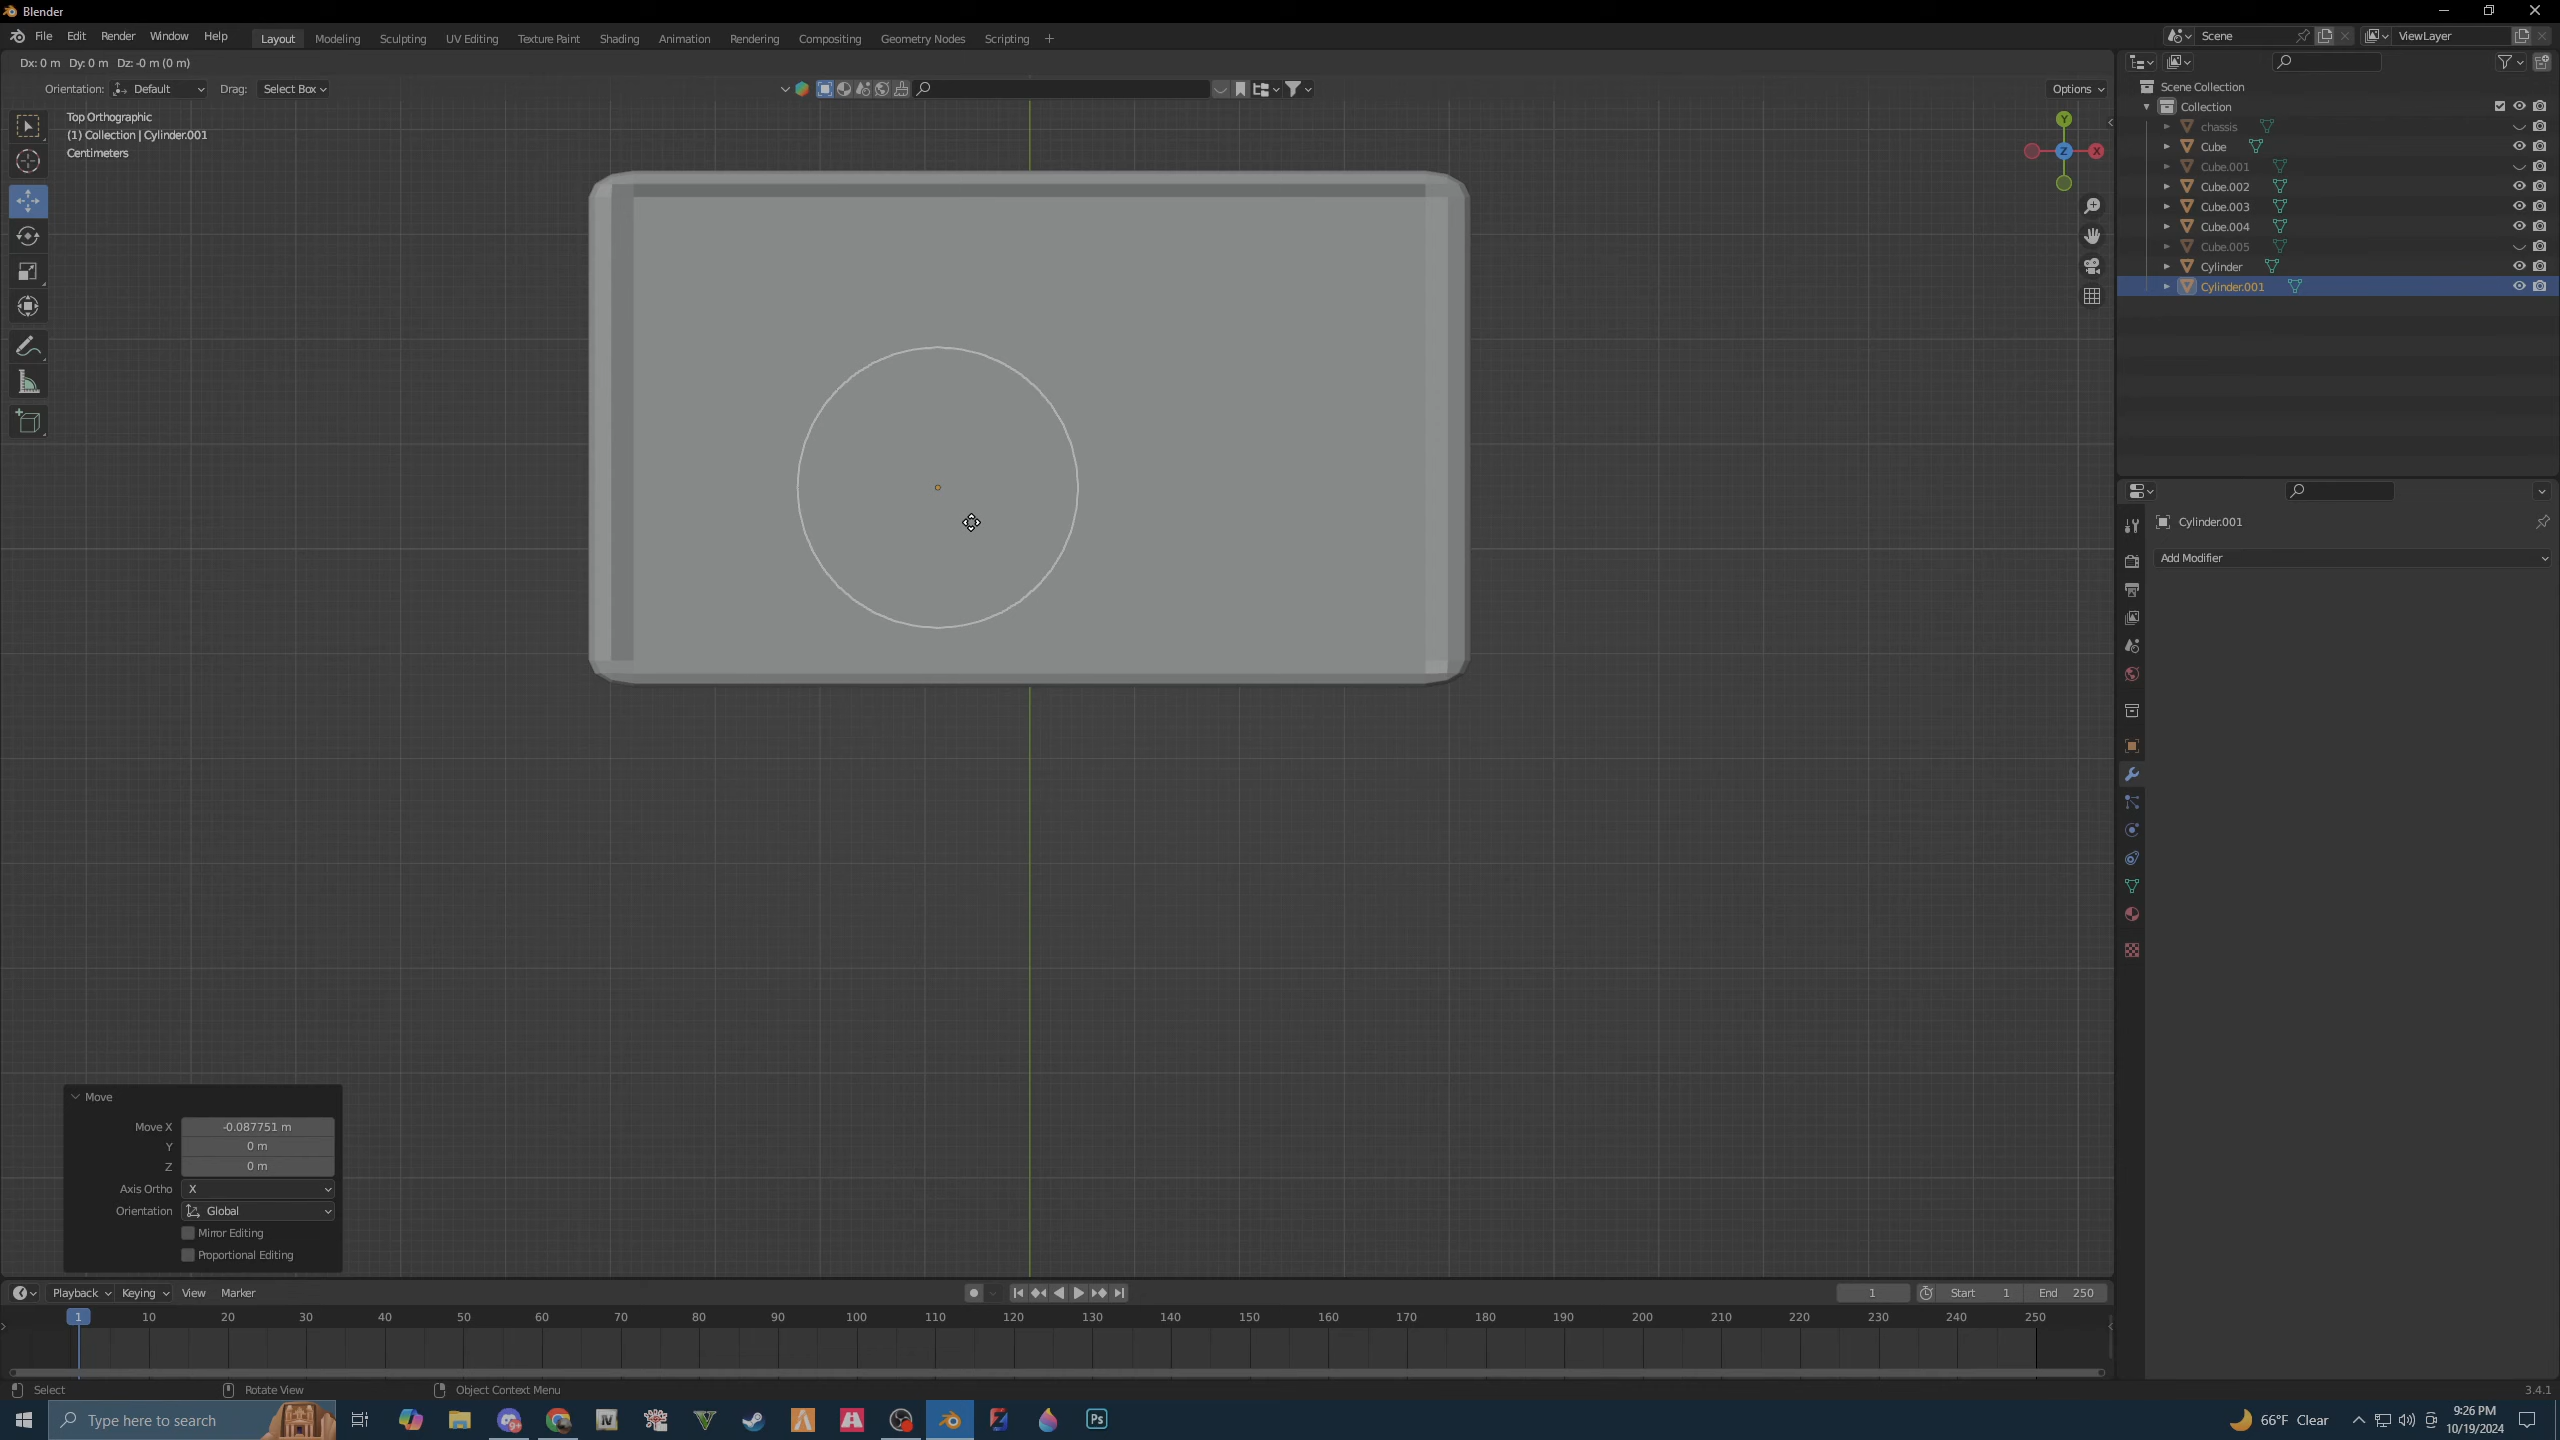 Blender
File Edit Render Window Help Layout Modeling Sculpting UV Editing Texture Paint Shading Animation Rendering Compositing Geometry Nodes Scripting Scene ViewLayer
Dx: 0 m Dy: 0 m Dz: -0 m (0 m)
Orientation: Default Drag: Select Box Options
Top Orthographic
(1) Collection | Cylinder.001
Centimeters
Y
Z
X
Scene Collection
Collection
chassis
Cube
Cube.001
Cube.002
Cube.003
Cube.004
Cube.005
Cylinder
Cylinder.001
Cylinder.001
Add Modifier
Move
Move X -0.087751 m
Y 0 m
Z 0 m
Axis Ortho X
Orientation Global
Mirror Editing
Proportional Editing
Playback Keying View Marker 1 Start 1 End 250
1 10 20 30 40 50 60 70 80 90 100 110 120 130 140 150 160 170 180 190 200 210 220 230 240 250
Select Rotate View Object Context Menu 3.4.1
Type here to search Ps 66°F Clear 9:26 PM
10/19/2024